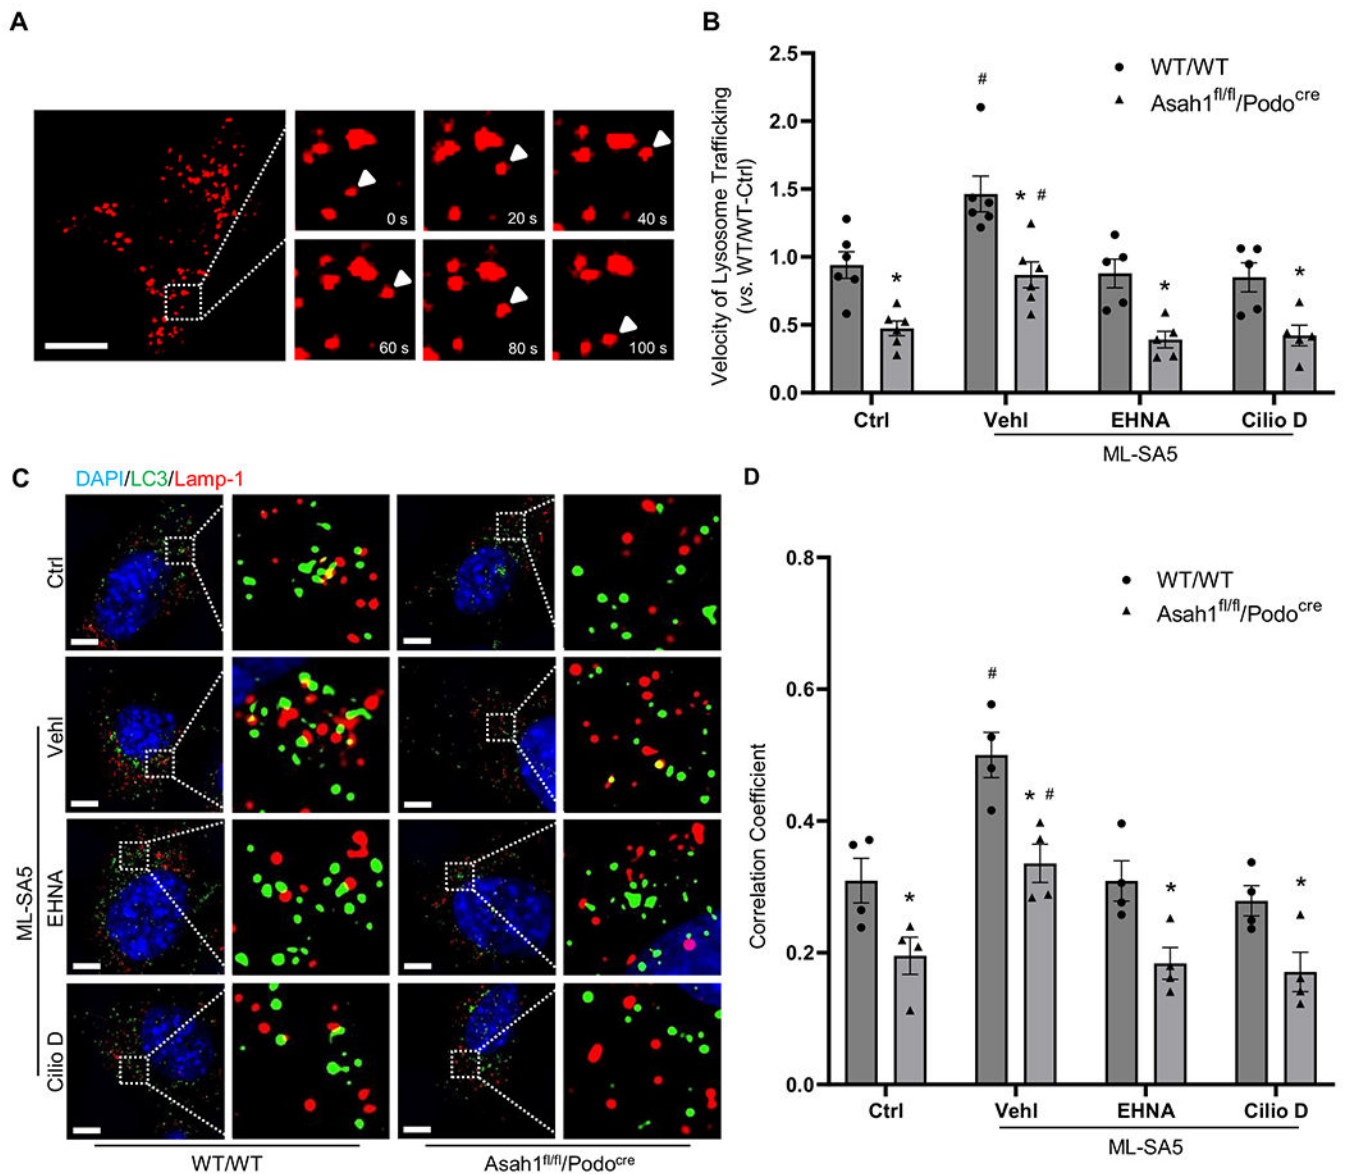 A
0 s
20 s
40 s
60 s
80 s
100 s
B
Velocity of Lysosome Trafficking
(vs. WT/WT-Ctrl)
2.5
2.0
1.5
1.0
0.5
0.0
WT/WT
Asah1fl/fl/Podocre
#
* #
*
*
*
Ctrl
Vehl
EHNA
Cilio D
ML-SA5
C
DAPI/LC3/Lamp-1
Ctrl
Vehl
EHNA
Cilio D
ML-SA5
WT/WT
Asah1fl/fl/Podocre
D
Correlation Coefficient
0.8
0.6
0.4
0.2
0.0
WT/WT
Asah1fl/fl/Podocre
#
* #
*
*
*
Ctrl
Vehl
EHNA
Cilio D
ML-SA5